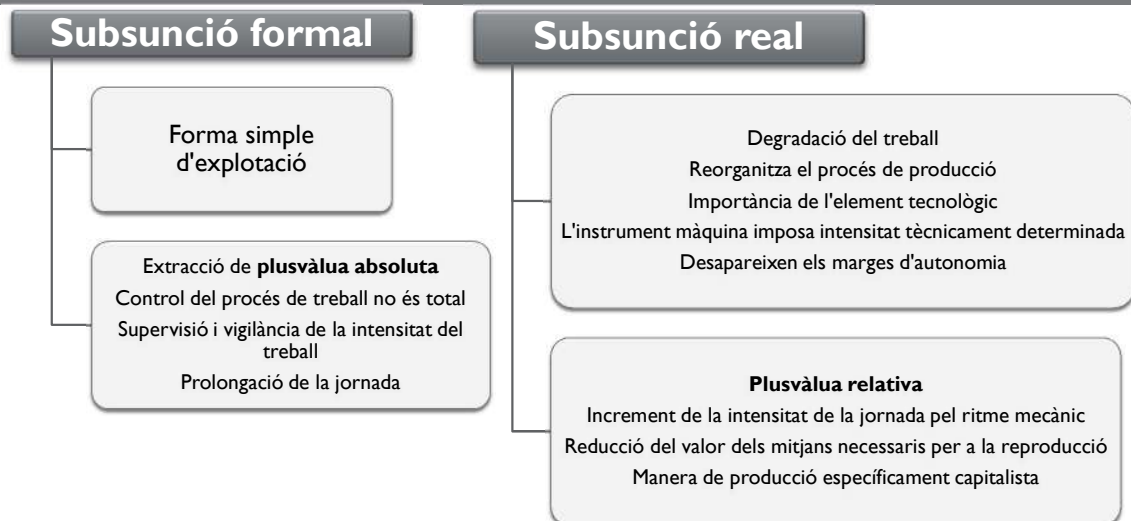 Subsunció formal
Forma simple
d'explotació
Extracció de plusvàlua absoluta
Control del procés de treball no és total
Supervisió i vigilància de la intensitat del
treball
Prolongació de la jornada
Subsunció real
Degradació del treball
Reorganitza el procés de producció
Importància de l'element tecnològic
L'instrument màquina imposa intensitat tècnicament determinada
Desapareixen els marges d'autonomia
Plusvàlua relativa
Increment de la intensitat de la jornada pel ritme mecànic
Reducció del valor dels mitjans necessaris per a la reproducció
Manera de producció específicament capitalista